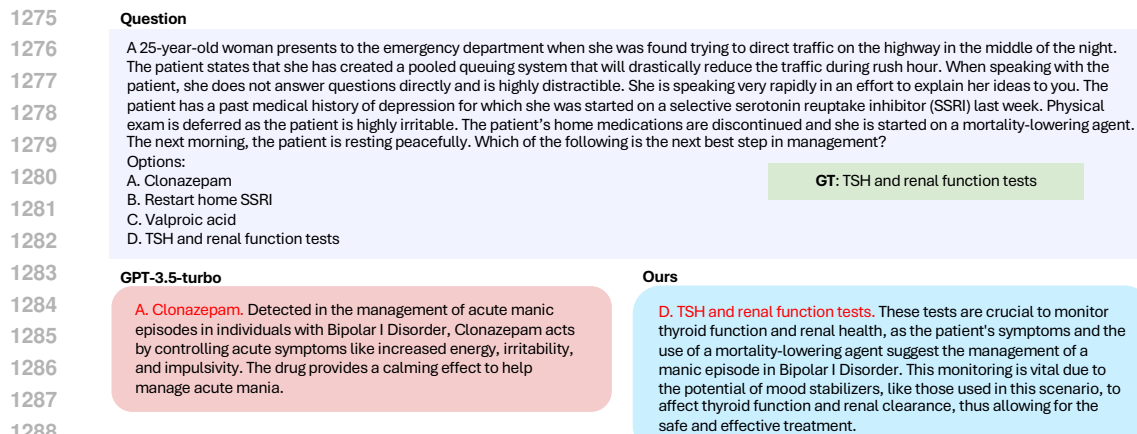 1275
Question
1276
A 25-year-old woman presents to the emergency department when she was found trying to direct traffic on the highway in the middle of the night.
The patient states that she has created a pooled queuing system that will drastically reduce the traffic during rush hour. When speaking with the
1277
patient, she does not answer questions directly and is highly distractible. She is speaking very rapidly in an effort to explain her ideas to you. The
1278
patient has a past medical history of depression for which she was started on a selective serotonin reuptake inhibitor (SSRI) last week. Physical
exam is deferred as the patient is highly irritable. The patient's home medications are discontinued and she is started on a mortality-lowering agent.
1279
The next morning, the patient is resting peacefully. Which of the following is the next best step in management?
1280
Options:
A. Clonazepam
GT: TSH and renal function tests
1281
B. Restart home SSRI
C. Valproic acid
1282
D. TSH and renal function tests
1283
GPT-3.5-turbo
Ours
1284
A. Clonazepam. Detected in the management of acute manic
episodes in individuals with Bipolar I Disorder, Clonazepam acts
by controlling acute symptoms like increased energy, irritability,
and impulsivity. The drug provides a calming effect to help
manage acute mania.
1285
1286
1287
1288
D. TSH and renal function tests. These tests are crucial to monitor
thyroid function and renal health, as the patient's symptoms and the
use of a mortality-lowering agent suggest the management of a
manic episode in Bipolar I Disorder. This monitoring is vital due to
the potential of mood stabilizers, like those used in this scenario, to
affect thyroid function and renal clearance, thus allowing for the
safe and effective treatment.